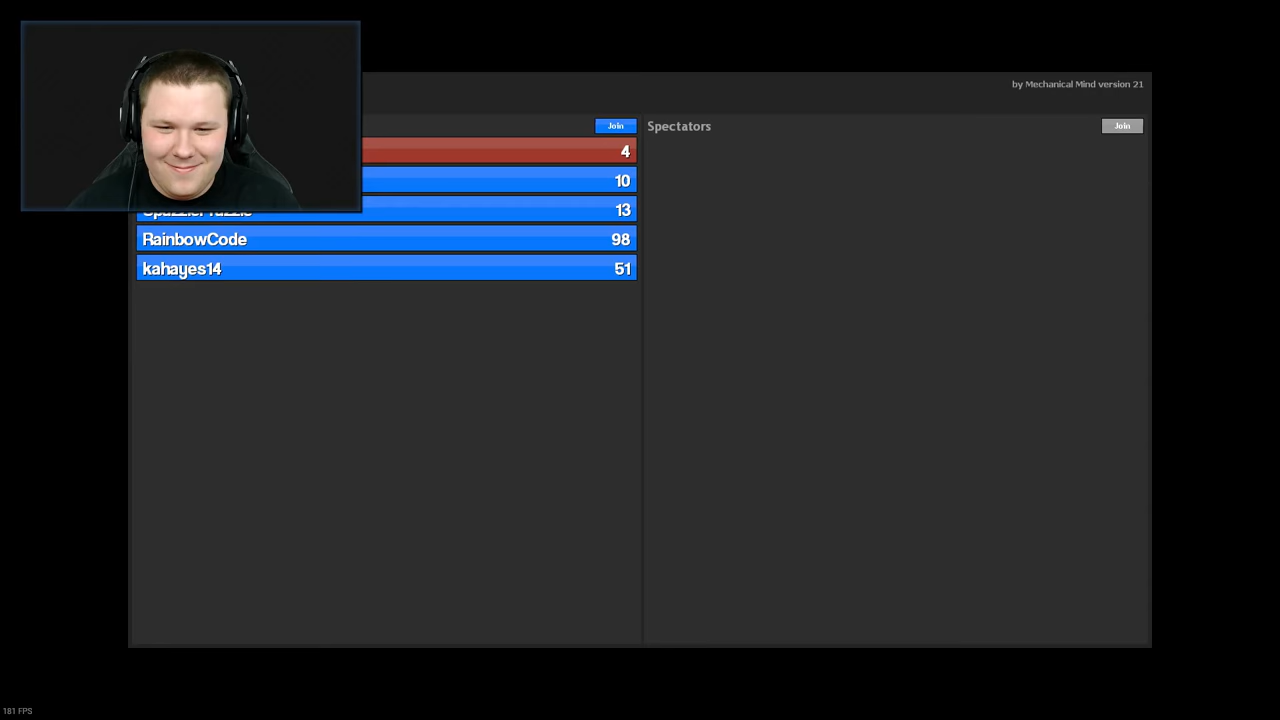 by Mechanical Mind version 21
Join
Spectators
Join
4
10
13
RainbowCode 98
kahayes14 51
181 FPS